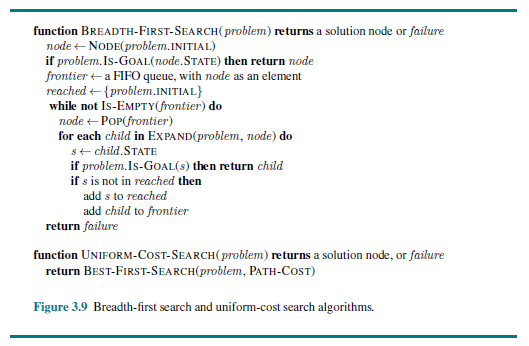 function BREADTH-FIRST-SEARCH(problem) returns a solution node or failure
node ← NODE(problem.INITIAL)
if problem.IS-GOAL(node.STATE) then return node
frontier ← a FIFO queue, with node as an element
reached ← {problem.INITIAL}
while not IS-EMPTY(frontier) do
node ← POP(frontier)
for each child in EXPAND(problem, node) do
s ← child.STATE
if problem.IS-GOAL(s) then return child
if s is not in reached then
add s to reached
add child to frontier
return failure
function UNIFORM-COST-SEARCH(problem) returns a solution node, or failure
return BEST-FIRST-SEARCH(problem, PATH-COST)
Figure 3.9 Breadth-first search and uniform-cost search algorithms.